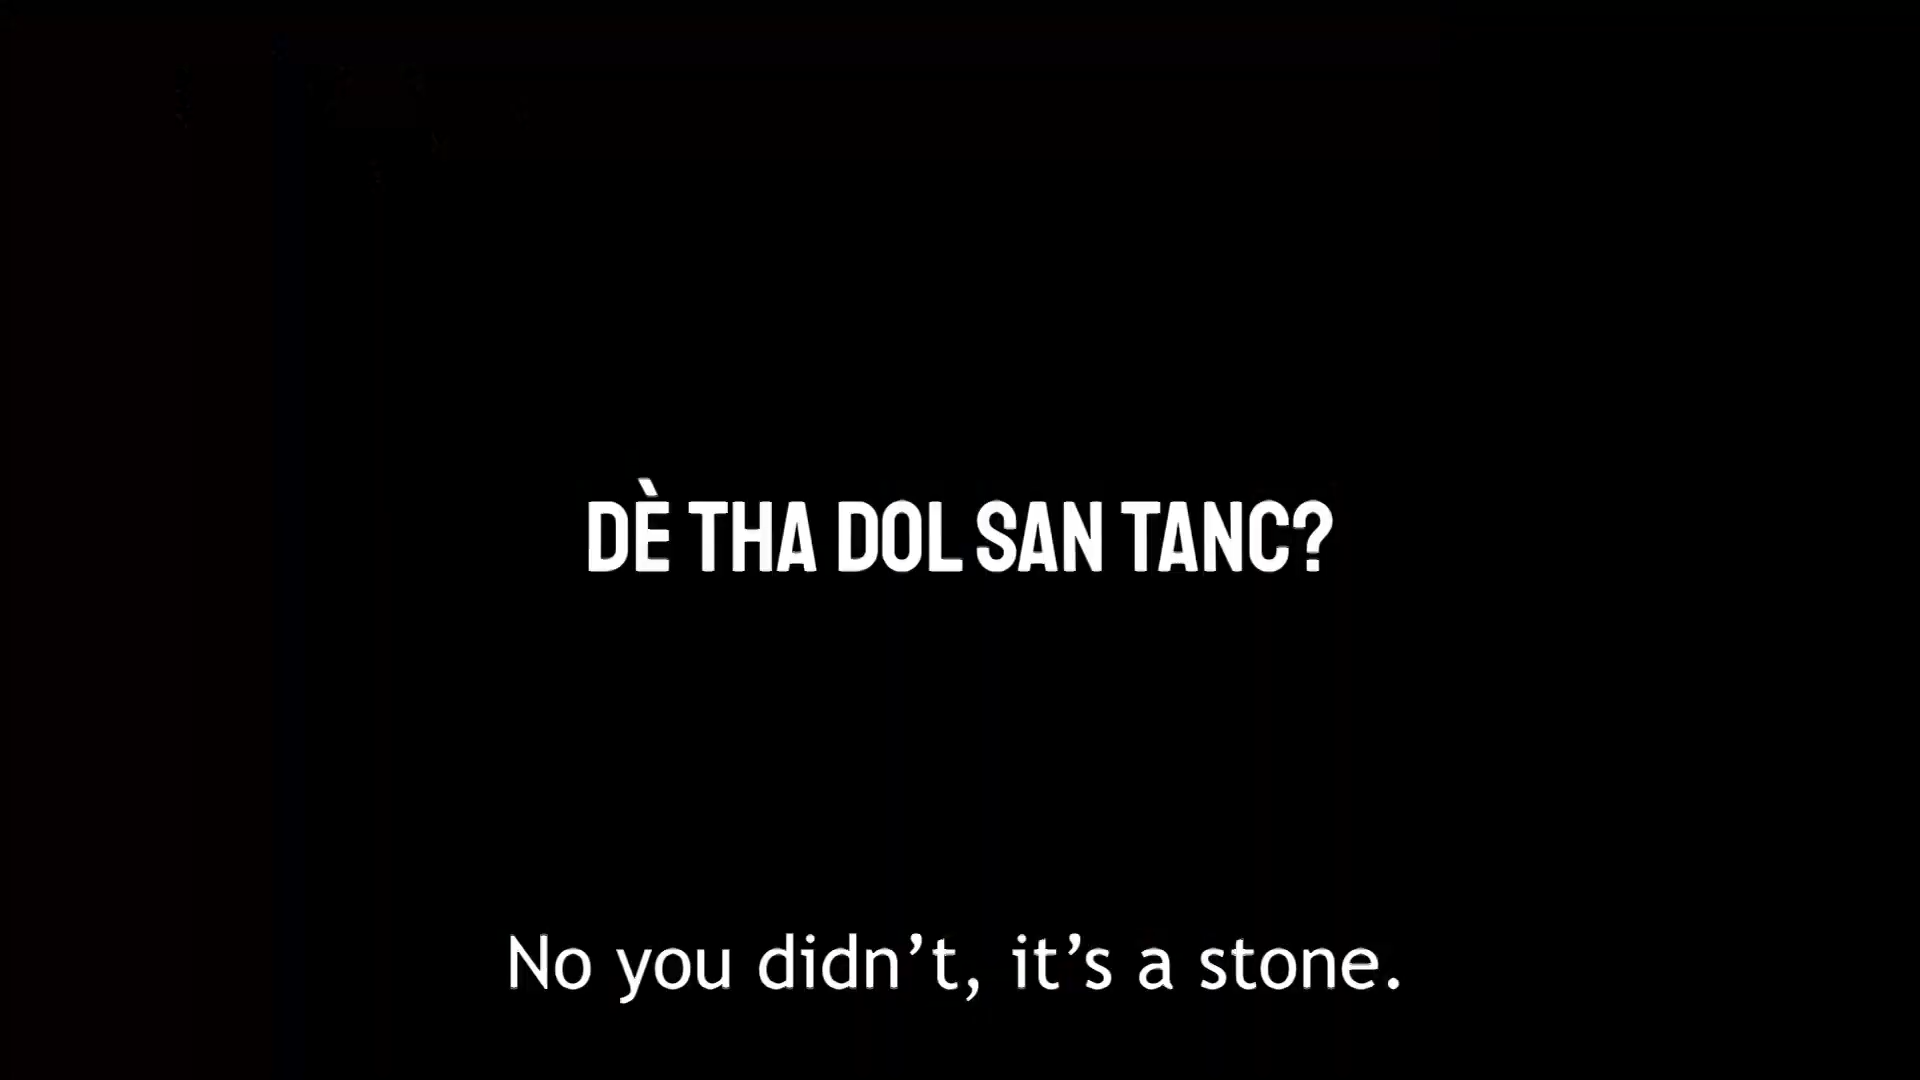 DÈ THA DOL SAN TANC?
No you didn’t, it’s a stone.